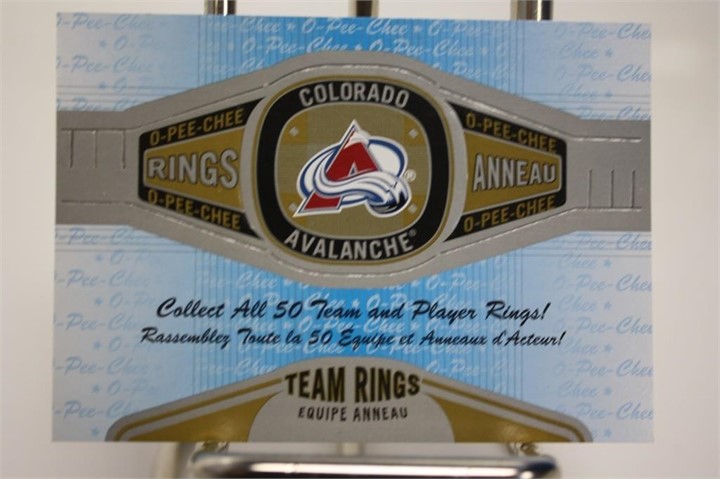 COLORADO
O-PEE-CHEE
O-PEE-CHEE
RINGS
A
®
ANNEAU
O-PEE-CHEE
O-PEE-CHEE
AVALANCHE®
Collect All 50 Team and Player Rings!
Rassemblez Toute la 50 Équipe et Anneaux d'Acteur!
TEAM RINGS
EQUIPE ANNEAU